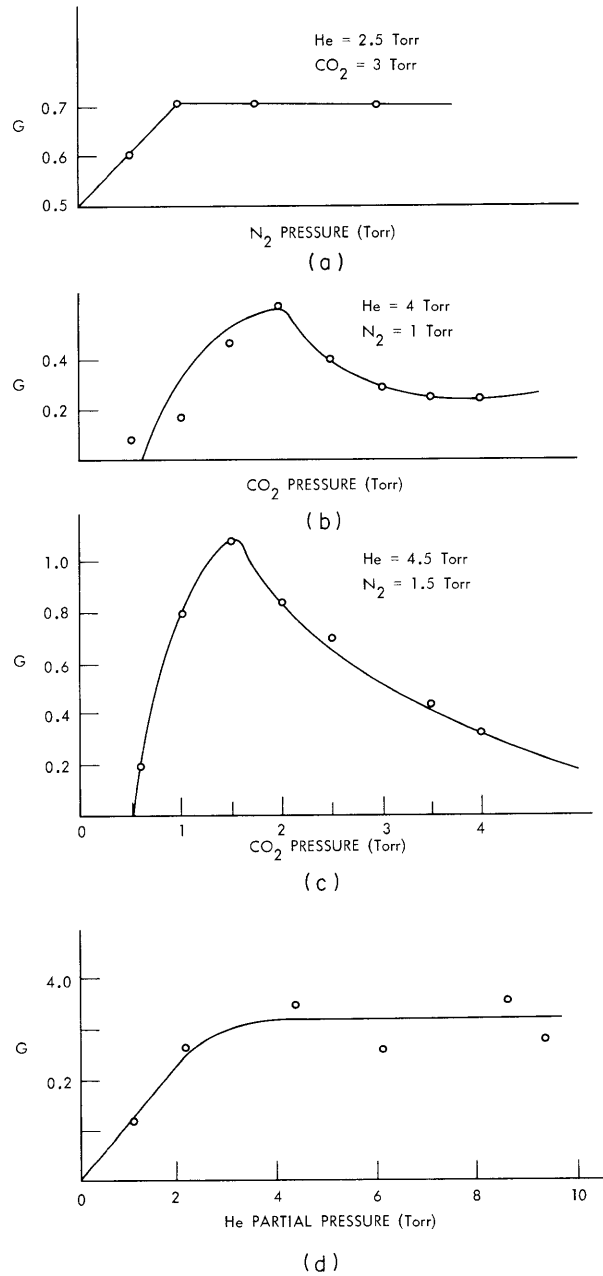 He = 2.5 Torr
CO2 = 3 Torr
0.7
G
0.6
0.5
N2 PRESSURE (Torr)
(a)
He = 4 Torr
N2 = 1 Torr
0.4
G
0.2
CO2 PRESSURE (Torr)
(b)
He = 4.5 Torr
N2 = 1.5 Torr
1.0
0.8
G
0.6
0.4
0.2
0 1 2 3 4
CO2 PRESSURE (Torr)
(c)
4.0
G
0.2
0 2 4 6 8 10
He PARTIAL PRESSURE (Torr)
(d)